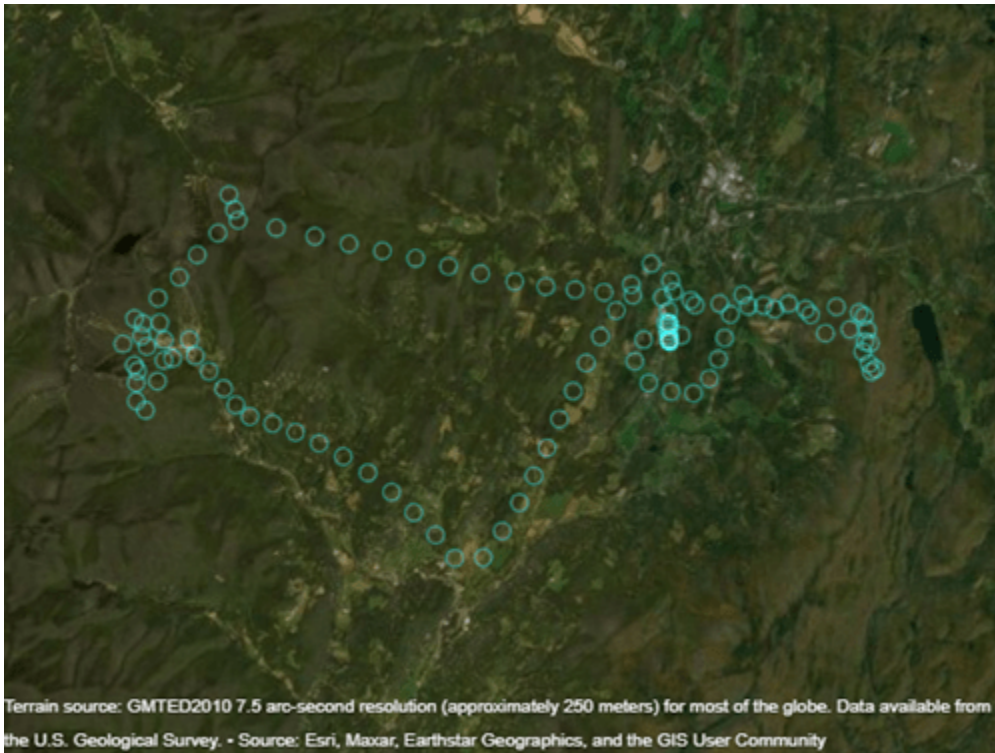 Terrain source: GMTED2010 7.5 arc-second resolution (approximately 250 meters) for most of the globe. Data available from
the U.S. Geological Survey. - Source: Esri, Maxar, Earthstar Geographics, and the GIS User Community